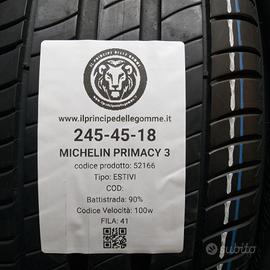 IL PRINCIPE DELLE GOMME
www.ilprincipedellegomme.it
245-45-18
MICHELIN PRIMACY 3
codice prodotto: 52166
Tipo: ESTIVI
COD:
Battistrada: 90%
Codice Velocità: 100w
FILA: 41
subito